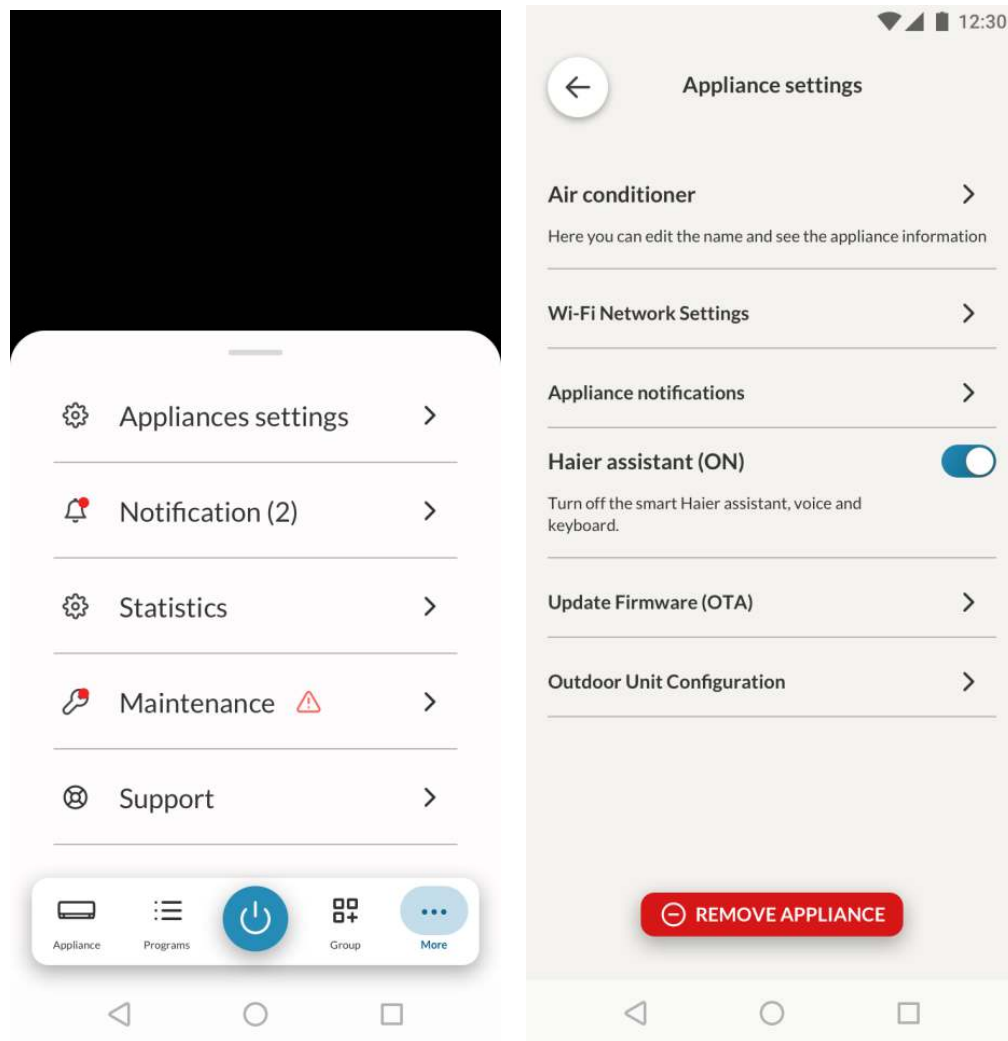 Appliances settings
Notification (2)
Statistics
Maintenance
Support
Appliance
Programs
Group
More
12:30
Appliance settings
Air conditioner
Here you can edit the name and see the appliance information
Wi-Fi Network Settings
Appliance notifications
Haier assistant (ON)
Turn off the smart Haier assistant, voice and
keyboard.
Update Firmware (OTA)
Outdoor Unit Configuration
REMOVE APPLIANCE